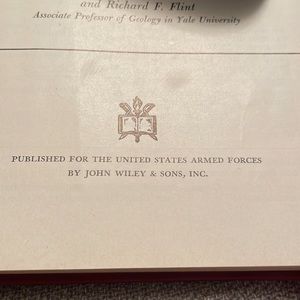 and Richard F. Flint
Associate Professor of Geology in Yale University
PUBLISHED FOR THE UNITED STATES ARMED FORCES
BY JOHN WILEY & SONS, INC.